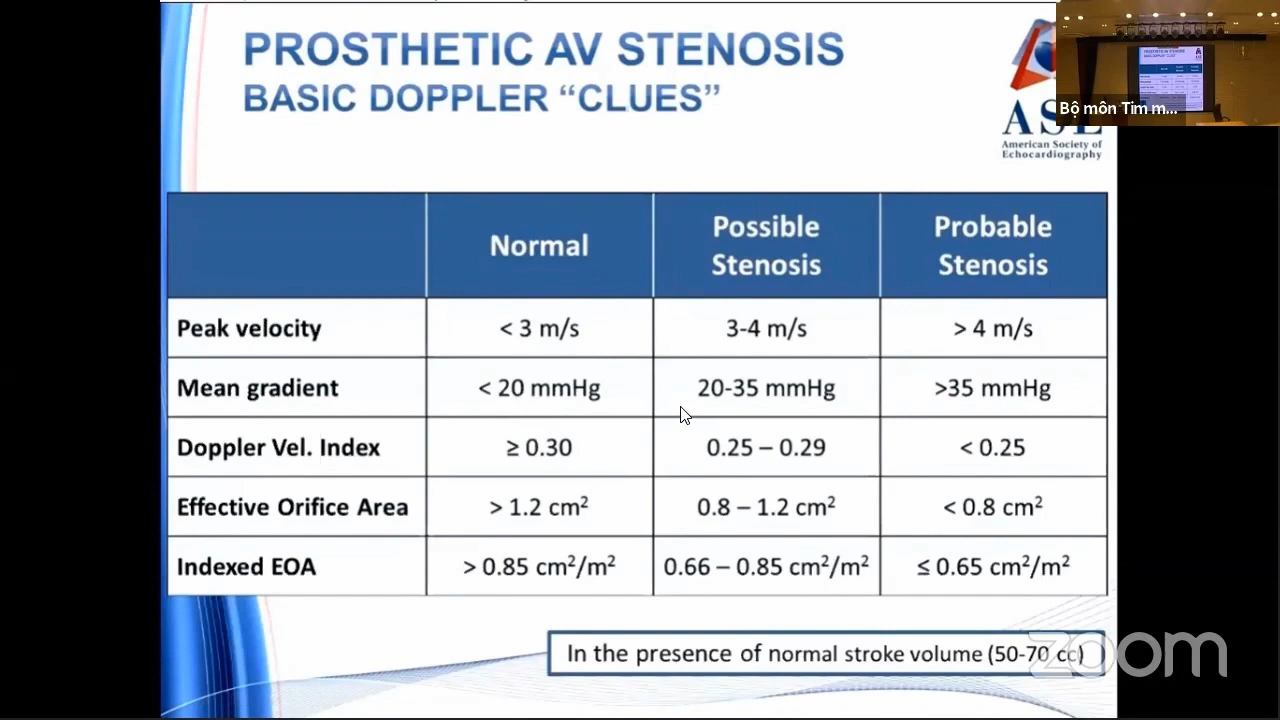 PROSTHETIC AV STENOSIS
BASIC DOPPLER “CLUES”
American Society of
Echocardiography
Bộ môn Tim m...
Normal
Possible
Stenosis
Probable
Stenosis
Peak velocity < 3 m/s 3-4 m/s > 4 m/s
Mean gradient < 20 mmHg 20-35 mmHg >35 mmHg
Doppler Vel. Index ≥ 0.30 0.25 – 0.29 < 0.25
Effective Orifice Area > 1.2 cm² 0.8 – 1.2 cm² < 0.8 cm²
Indexed EOA > 0.85 cm²/m² 0.66 – 0.85 cm²/m² ≤ 0.65 cm²/m²
In the presence of normal stroke volume (50-70 cc)
zoom